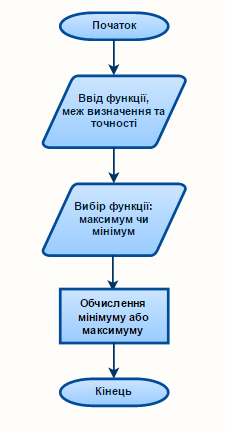 Початок
Ввід функції,
меж визначення та
точності
Вибір функції:
максимум чи
мінімум
Обчислення
мінімуму або
максимуму
Кінець